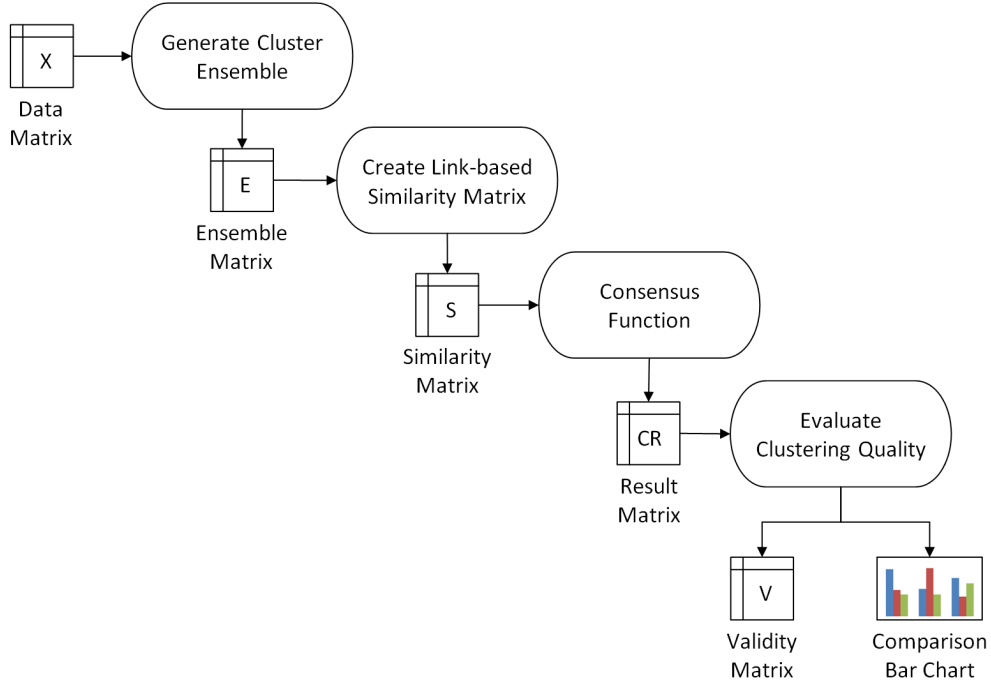 X
Data
Matrix
Generate Cluster
Ensemble
E
Ensemble
Matrix
Create Link-based
Similarity Matrix
S
Similarity
Matrix
Consensus
Function
CR
Result
Matrix
Evaluate
Clustering Quality
V
Validity
Matrix
Comparison
Bar Chart